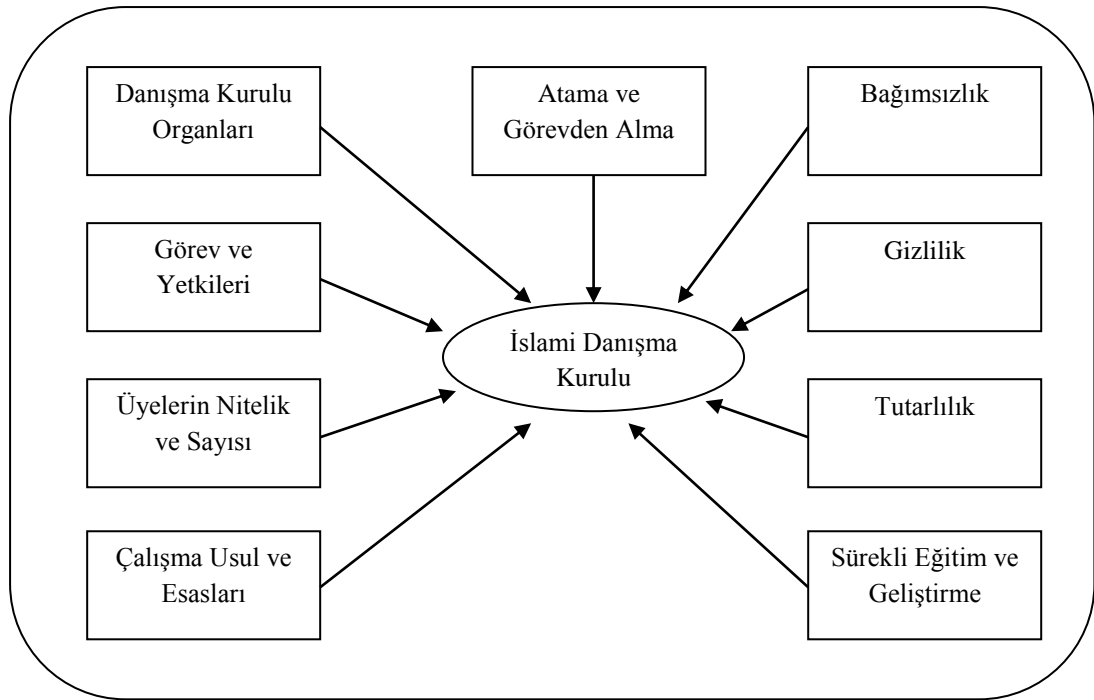 Danışma Kurulu
Organları
Atama ve
Görevden Alma
Bağımsızlık
Görev ve
Yetkileri
Gizlilik
İslami Danışma
Kurulu
Üyelerin Nitelik
ve Sayısı
Tutarlılık
Çalışma Usul ve
Esasları
Sürekli Eğitim ve
Geliştirme